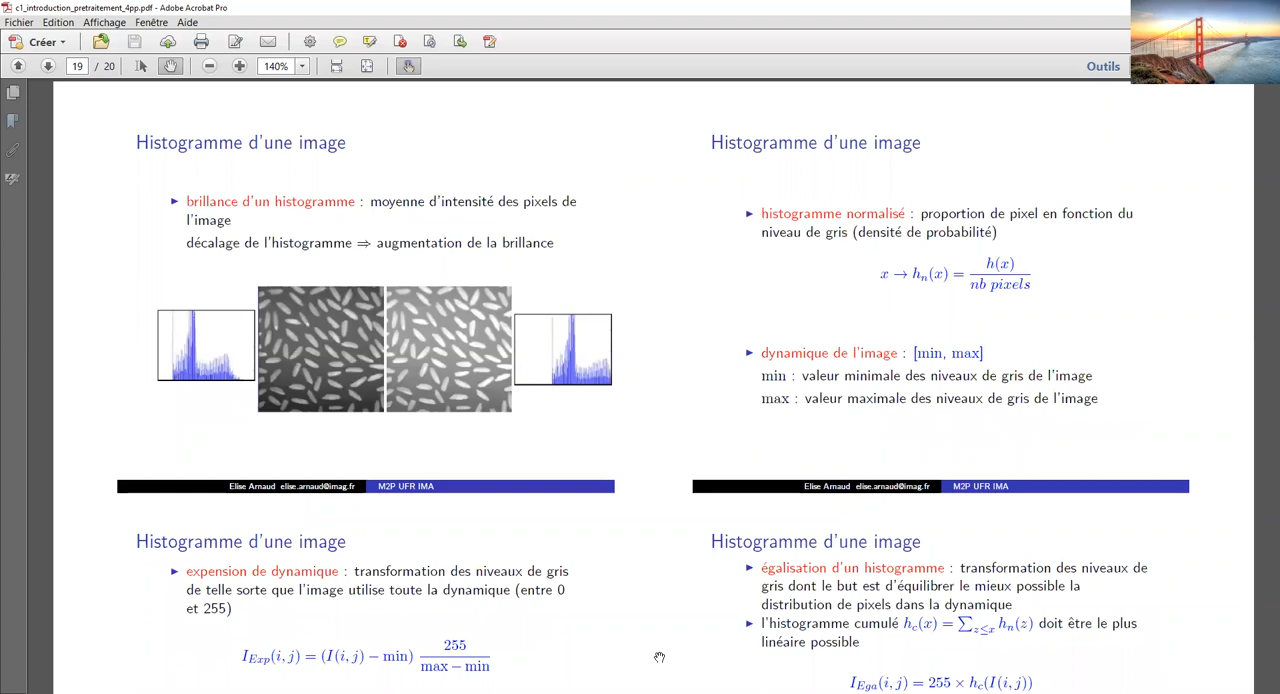 c1_introduction_pretraitement_4pp.pdf - Adobe Acrobat Pro
Fichier Edition Affichage Fenêtre Aide
Créer
19 / 20 140% Outils
Histogramme d'une image
brillance d'un histogramme : moyenne d'intensité des pixels de
l'image
décalage de l'histogramme ⇒ augmentation de la brillance
Elise Arnaud elise.arnaud@imag.fr M2P UFR IMA
Histogramme d'une image
histogramme normalisé : proportion de pixel en fonction du
niveau de gris (densité de probabilité)
x → hₙ(x) = h(x) / nb pixels
dynamique de l'image : [min, max]
min : valeur minimale des niveaux de gris de l'image
max : valeur maximale des niveaux de gris de l'image
Elise Arnaud elise.arnaud@imag.fr M2P UFR IMA
Histogramme d'une image
expension de dynamique : transformation des niveaux de gris
de telle sorte que l'image utilise toute la dynamique (entre 0
et 255)
I_Exp(i, j) = (I(i, j) − min) 255 / (max − min)
Histogramme d'une image
égalisation d'un histogramme : transformation des niveaux de
gris dont le but est d'équilibrer le mieux possible la
distribution de pixels dans la dynamique
l'histogramme cumulé h_c(x) = ∑_{z≤x} hₙ(z) doit être le plus
linéaire possible
I_Ega(i, j) = 255 × h_c(I(i, j))